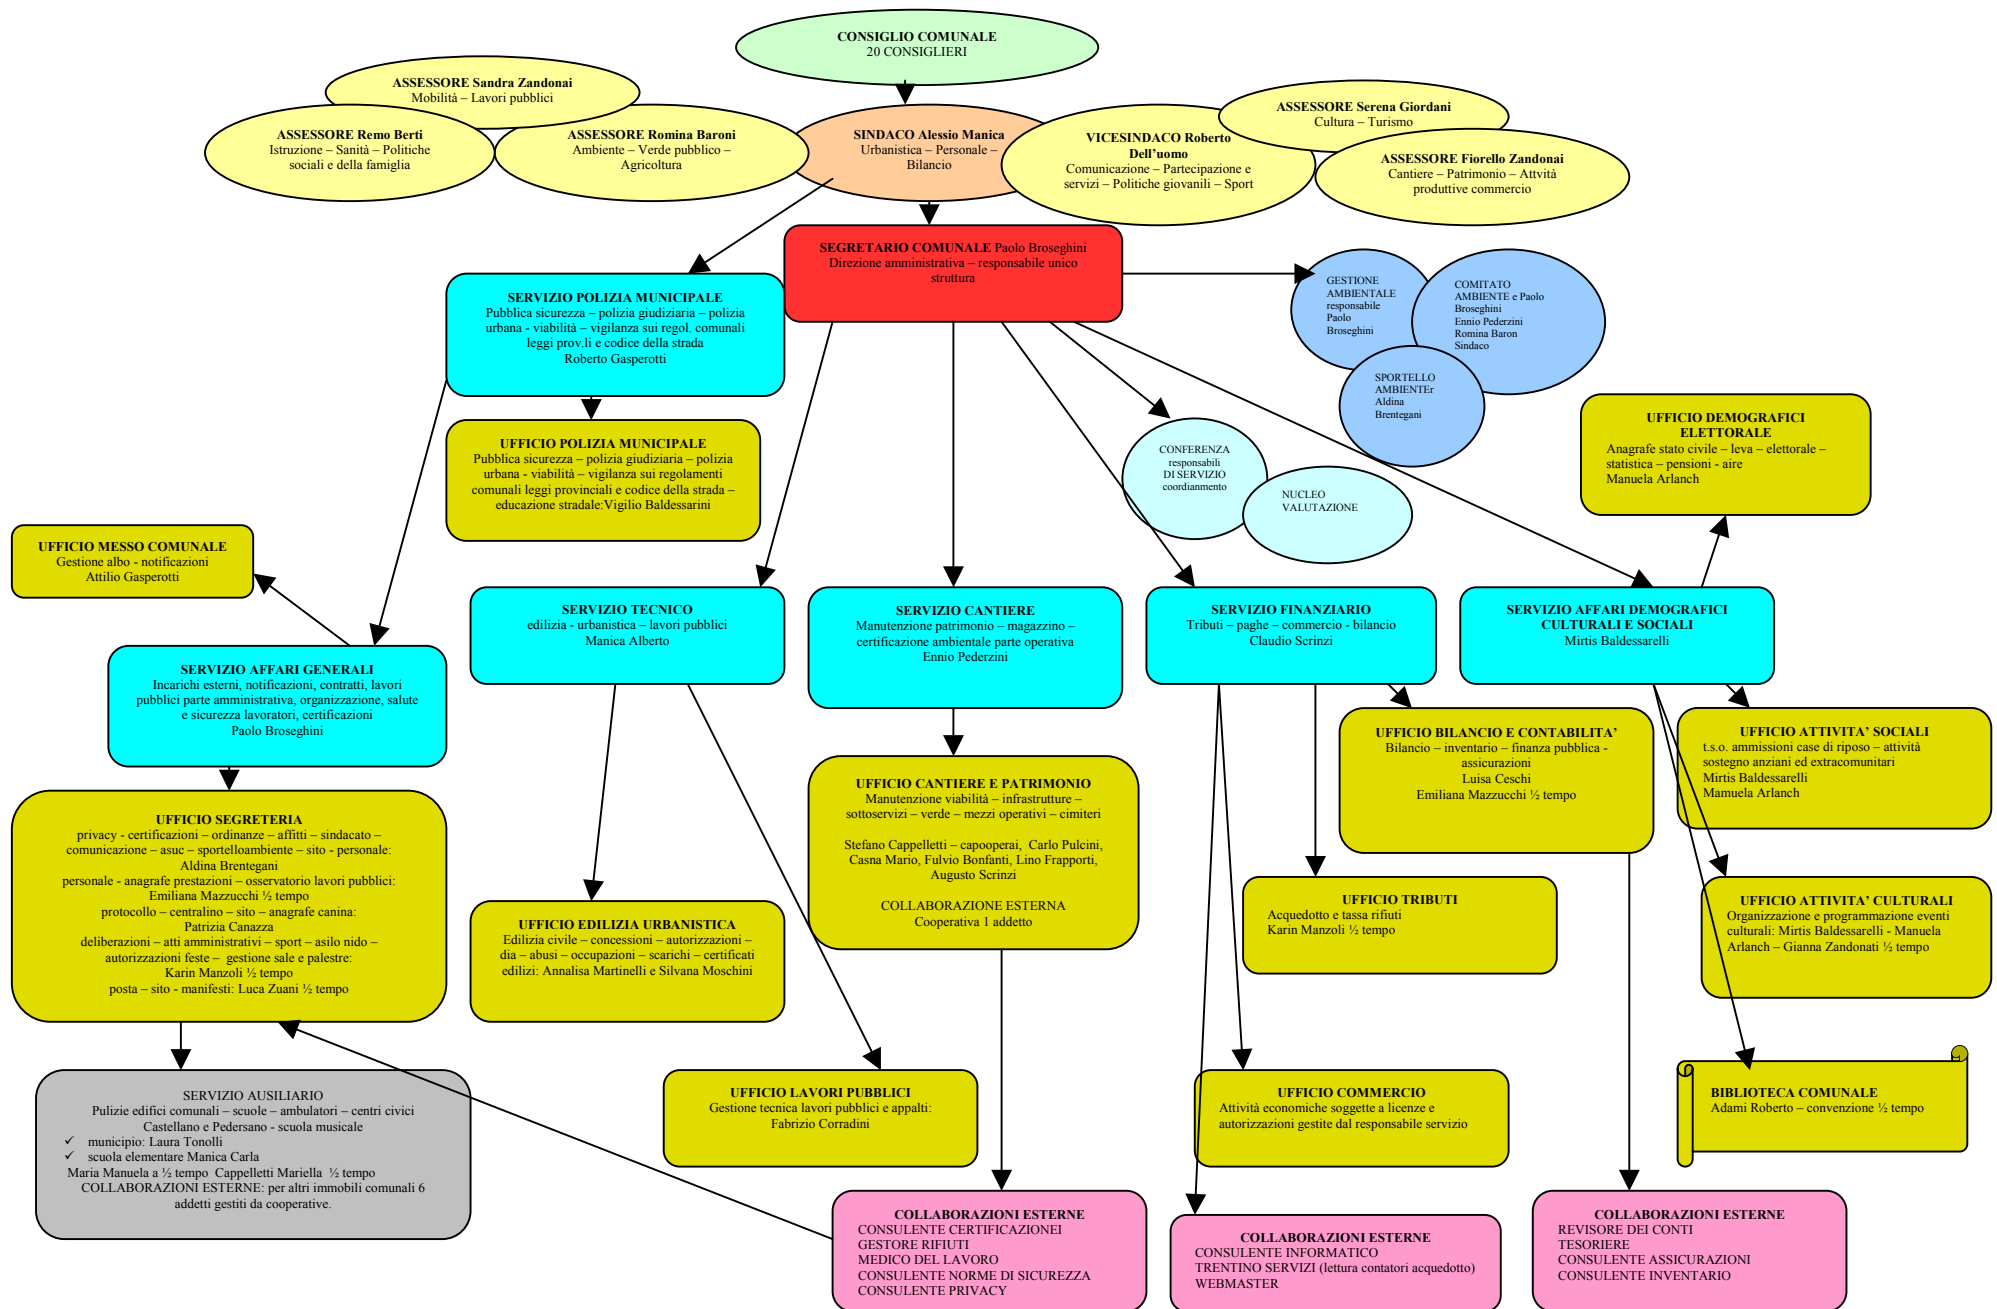 CONSIGLIO COMUNALE
20 CONSIGLIERI
ASSESSORE Sandra Zandonai
Mobilità – Lavori pubblici
ASSESSORE Remo Berti
Istruzione – Sanità – Politiche
sociali e della famiglia
ASSESSORE Romina Baroni
Ambiente – Verde pubblico –
Agricoltura
SINDACO Alessio Manica
Urbanistica – Personale –
Bilancio
VICESINDACO Roberto
Dell'uomo
Comunicazione – Partecipazione e
servizi – Politiche giovanili – Sport
ASSESSORE Serena Giordani
Cultura – Turismo
ASSESSORE Fiorello Zandonai
Cantiere – Patrimonio – Attvità
produttive commercio
SEGRETARIO COMUNALE Paolo Broseghini
Direzione amministrativa – responsabile unico
struttura
SERVIZIO POLIZIA MUNICIPALE
Pubblica sicurezza – polizia giudiziaria – polizia
urbana - viabilità – vigilanza sui regol. comunali
leggi prov.li e codice della strada
Roberto Gasperotti
GESTIONE
AMBIENTALE
responsabile
Paolo
Broseghini
COMITATO
AMBIENTE e Paolo
Broseghini
Ennio Pederzini
Romina Baron
Sindaco
SPORTELLO
AMBIENTEr
Aldina
Brentegani
UFFICIO POLIZIA MUNICIPALE
Pubblica sicurezza – polizia giudiziaria – polizia
urbana - viabilità – vigilanza sui regolamenti
comunali leggi provinciali e codice della strada –
educazione stradale:Vigilio Baldessarini
CONFERENZA
responsabili
DI SERVIZIO
coordianmento
NUCLEO
VALUTAZIONE
UFFICIO DEMOGRAFICI
ELETTORALE
Anagrafe stato civile – leva – elettorale –
statistica – pensioni - aire
Manuela Arlanch
UFFICIO MESSO COMUNALE
Gestione albo - notificazioni
Attilio Gasperotti
SERVIZIO AFFARI GENERALI
Incarichi esterni, notificazioni, contratti, lavori
pubblici parte amministrativa, organizzazione, salute
e sicurezza lavoratori, certificazioni
Paolo Broseghini
SERVIZIO TECNICO
edilizia - urbanistica – lavori pubblici
Manica Alberto
SERVIZIO CANTIERE
Manutenzione patrimonio – magazzino –
certificazione ambientale parte operativa
Ennio Pederzini
SERVIZIO FINANZIARIO
Tributi – paghe – commercio - bilancio
Claudio Scrinzi
SERVIZIO AFFARI DEMOGRAFICI
CULTURALI E SOCIALI
Mirtis Baldessarelli
UFFICIO SEGRETERIA
privacy - certificazioni – ordinanze – affitti – sindacato –
comunicazione – asuc – sportelloambiente – sito - personale:
Aldina Brentegani
personale - anagrafe prestazioni – osservatorio lavori pubblici:
Emiliana Mazzucchi ½ tempo
protocollo – centralino – sito – anagrafe canina:
Patrizia Canazza
deliberazioni – atti amministrativi – sport – asilo nido –
autorizzazioni feste – gestione sale e palestre:
Karin Manzoli ½ tempo
posta – sito - manifesti: Luca Zuani ½ tempo
UFFICIO EDILIZIA URBANISTICA
Edilizia civile – concessioni – autorizzazioni –
dia – abusi – occupazioni – scarichi – certificati
edilizi: Annalisa Martinelli e Silvana Moschini
UFFICIO CANTIERE E PATRIMONIO
Manutenzione viabilità – infrastrutture –
sottoservizi – verde – mezzi operativi – cimiteri
Stefano Cappelletti – capooperai, Carlo Pulcini,
Casna Mario, Fulvio Bonfanti, Lino Frapporti,
Augusto Scrinzi
COLLABORAZIONE ESTERNA
Cooperativa 1 addetto
UFFICIO BILANCIO E CONTABILITA'
Bilancio – inventario – finanza pubblica -
assicurazioni
Luisa Ceschi
Emiliana Mazzucchi ½ tempo
UFFICIO ATTIVITA' SOCIALI
t.s.o. ammissioni case di riposo – attività
sostegno anziani ed extracomunitari
Mirtis Baldessarelli
Mamuela Arlanch
UFFICIO TRIBUTI
Acquedotto e tassa rifiuti
Karin Manzoli ½ tempo
UFFICIO ATTIVITA' CULTURALI
Organizzazione e programmazione eventi
culturali: Mirtis Baldessarelli - Manuela
Arlanch – Gianna Zandonati ½ tempo
SERVIZIO AUSILIARIO
Pulizie edifici comunali – scuole – ambulatori – centri civici
Castellano e Pedersano - scuola musicale
✓ municipio: Laura Tonolli
✓ scuola elementare Manica Carla
Maria Manuela a ½ tempo Cappelletti Mariella ½ tempo
COLLABORAZIONI ESTERNE: per altri immobili comunali 6
addetti gestiti da cooperative.
UFFICIO LAVORI PUBBLICI
Gestione tecnica lavori pubblici e appalti:
Fabrizio Corradini
UFFICIO COMMERCIO
Attività economiche soggette a licenze e
autorizzazioni gestite dal responsabile servizio
BIBLIOTECA COMUNALE
Adami Roberto – convenzione ½ tempo
COLLABORAZIONI ESTERNE
CONSULENTE CERTIFICAZIONEI
GESTORE RIFIUTI
MEDICO DEL LAVORO
CONSULENTE NORME DI SICUREZZA
CONSULENTE PRIVACY
COLLABORAZIONI ESTERNE
CONSULENTE INFORMATICO
TRENTINO SERVIZI (lettura contatori acquedotto)
WEBMASTER
COLLABORAZIONI ESTERNE
REVISORE DEI CONTI
TESORIERE
CONSULENTE ASSICURAZIONI
CONSULENTE INVENTARIO